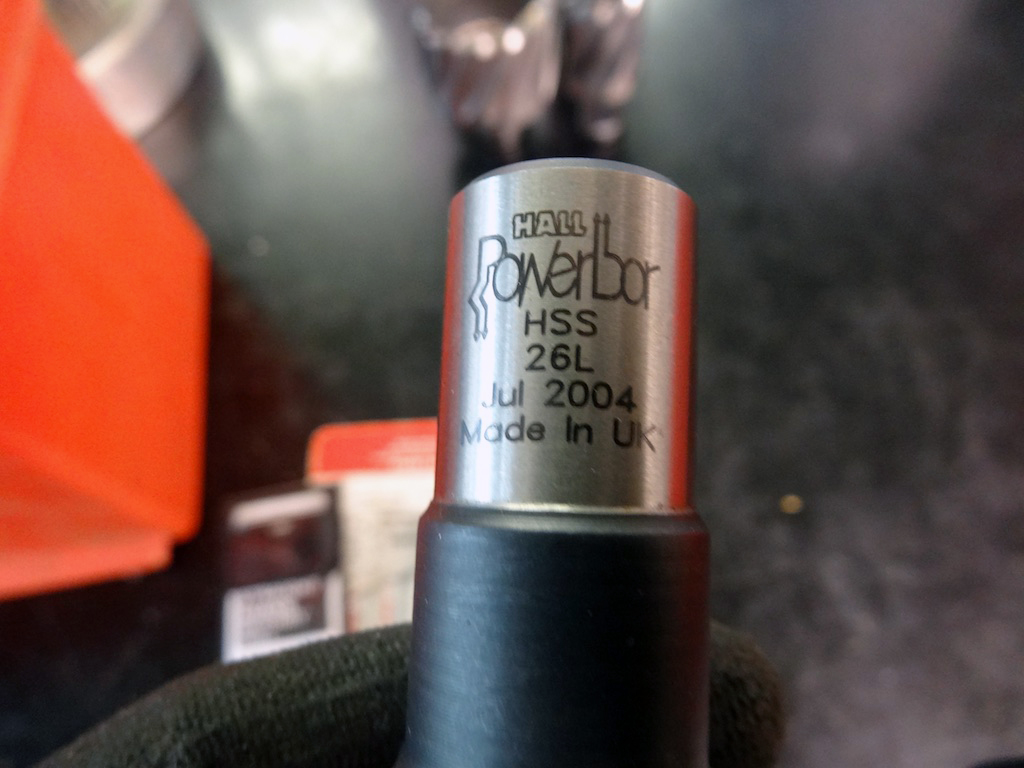 HALL
Powerbor
HSS
26L
Jul 2004
Made In UK